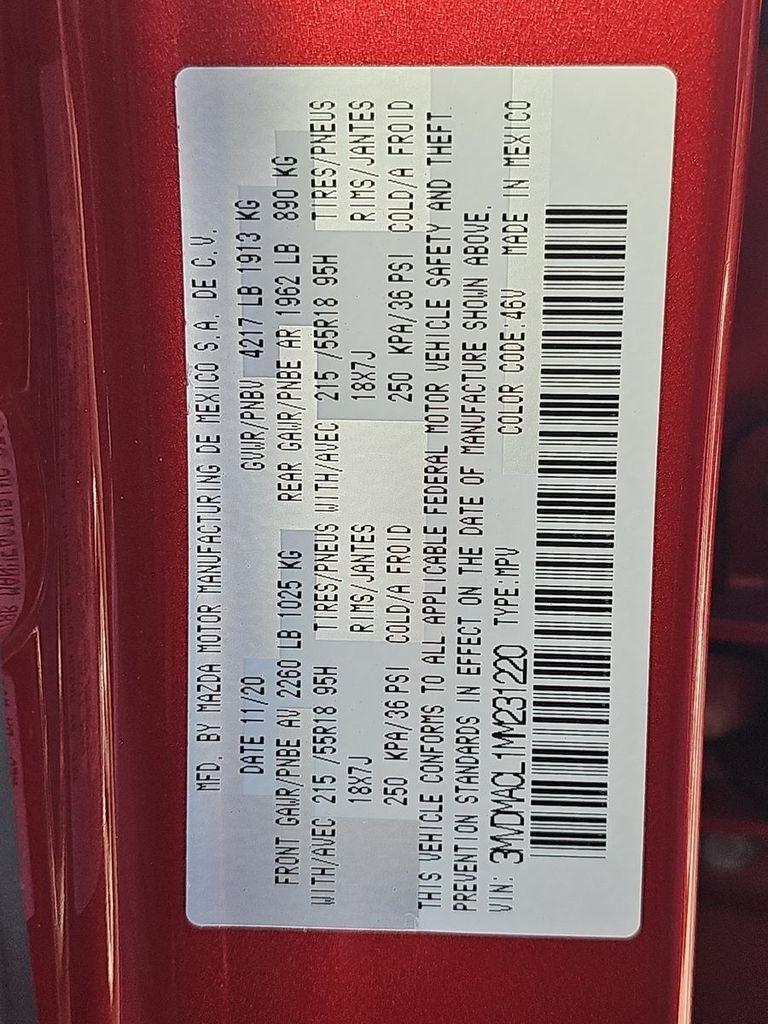 MFD. BY MAZDA MOTOR MANUFACTURING DE MEXICO S.A. DE C.V.
DATE 11/20 GVWR/PNBV 4217 LB 1913 KG
FRONT GAWR/PNBE AV 2260 LB 1025 KG REAR GAWR/PNBE AR 1962 LB 890 KG
WITH/AVEC 215 /55R18 95H TIRES/PNEUS WITH/AVEC 215 /55R18 95H TIRES/PNEUS
18X7J RIMS/JANTES 18X7J RIMS/JANTES
250 KPA/36 PSI COLD/A FROID 250 KPA/36 PSI COLD/A FROID
THIS VEHICLE CONFORMS TO ALL APPLICABLE FEDERAL MOTOR VEHICLE SAFETY AND THEFT
PREVENTION STANDARDS IN EFFECT ON THE DATE OF MANUFACTURE SHOWN ABOVE.
VIN: 3MVDMACL1MM231220 TYPE:MPV COLOR CODE:46V MADE IN MEXICO